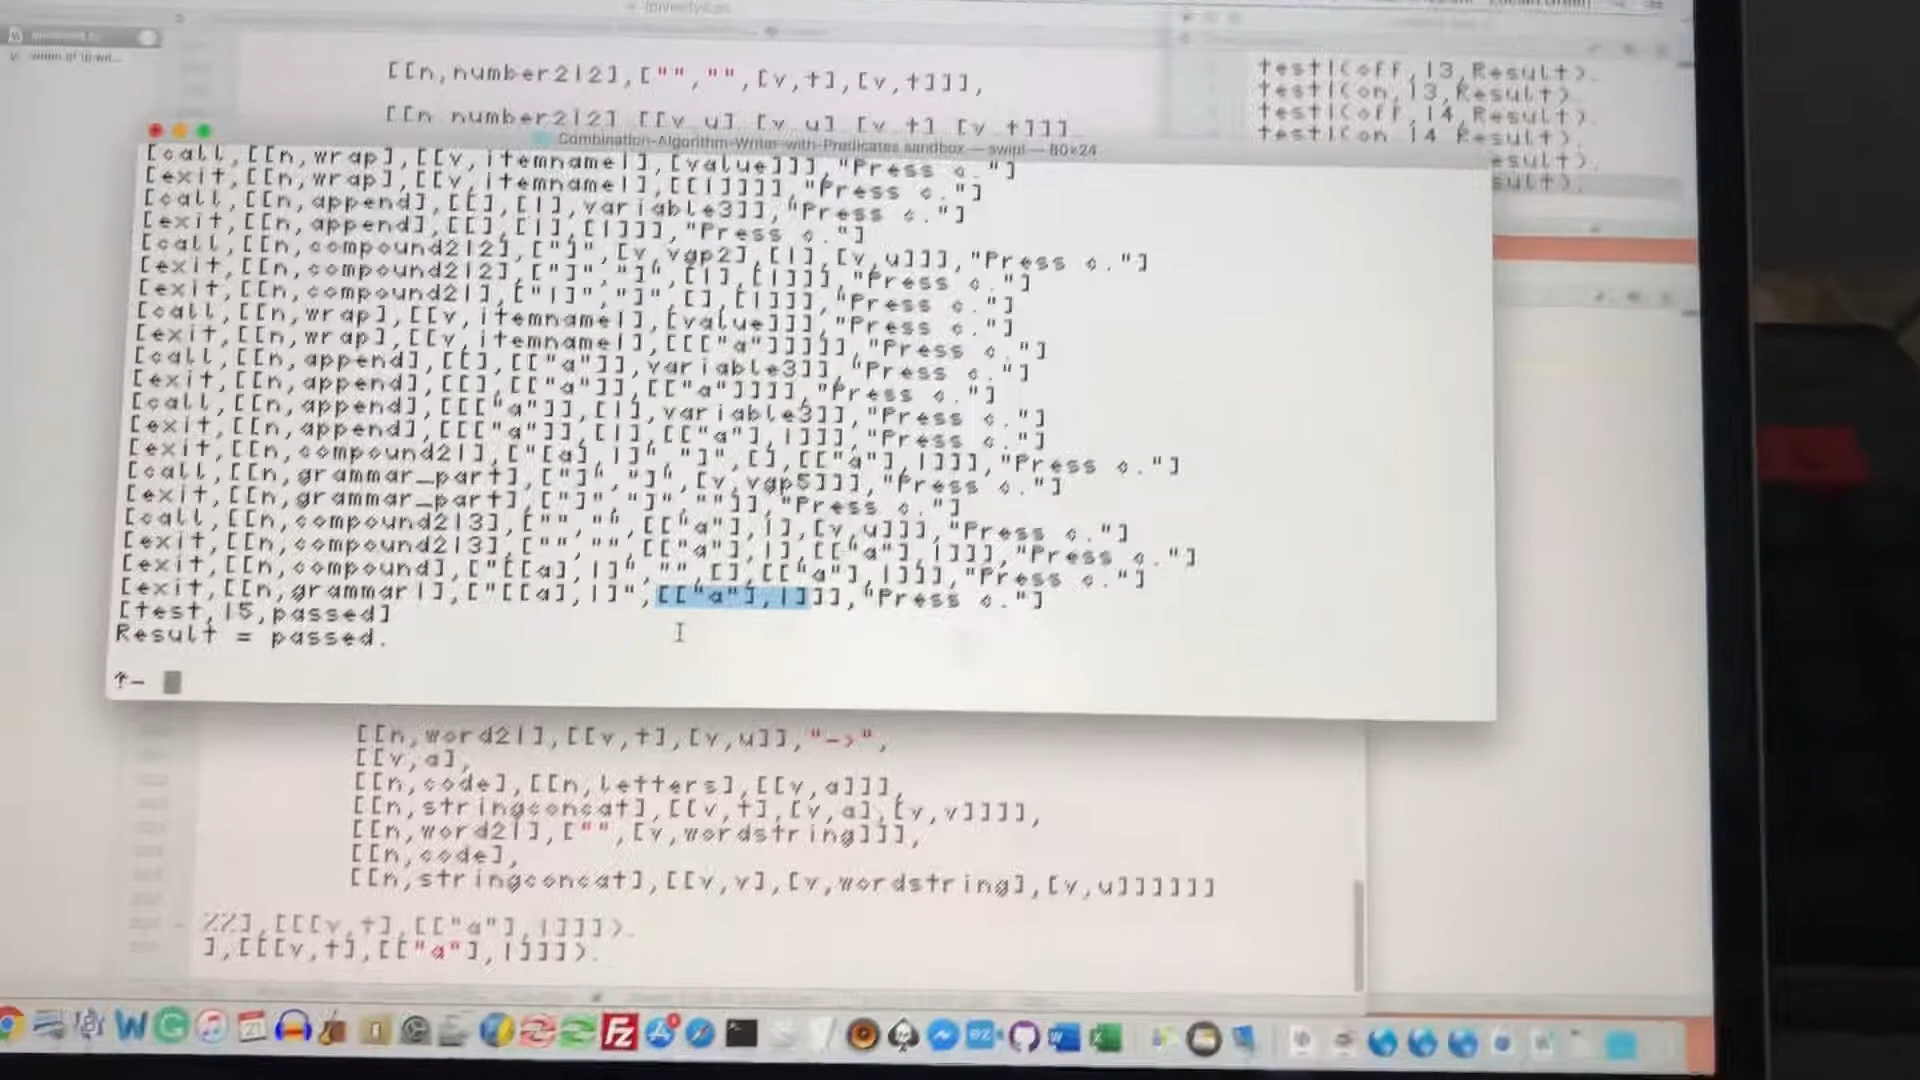 [[n,number212],["","",[v,t],[v,t]]],
[[n,number212],[[v,u],[v,u],[v,t],[v,t]]]
test1(off,13,Result).
test1(on,13,Result).
test1(off,14,Result).
test1(on,14,Result).
esult).
sult).
Combination-Algorithm-Writer-with-Predicates sandbox — swipl — 80×24
[call,[[n,wrap],[[v,itemname1],[value]]],"Press c."]
[exit,[[n,wrap],[[v,itemname1],[[1]]]],"Press c."]
[call,[[n,append],[[],[1],variable3]],"Press c."]
[exit,[[n,append],[[],[1],[1]]],"Press c."]
[call,[[n,compound212],["]",[v,vgp2],[1],[v,u]]],"Press c."]
[exit,[[n,compound212],["]","]",[1],[1]]],"Press c."]
[exit,[[n,compound21],["1]","]",[],[1]]],"Press c."]
[call,[[n,wrap],[[v,itemname1],[value]]],"Press c."]
[exit,[[n,wrap],[[v,itemname1],[[["a"]]]]],"Press c."]
[call,[[n,append],[[],[["a"]],variable3]],"Press c."]
[exit,[[n,append],[[],[["a"]],[["a"]]]],"Press c."]
[call,[[n,append],[[["a"]],[1],variable3]],"Press c."]
[exit,[[n,append],[[["a"]],[1],[["a"],1]]],"Press c."]
[exit,[[n,compound21],["[a],1]","]",[],[["a"],1]]],"Press c."]
[call,[[n,grammar_part],["]","]",[v,vgp5]]],"Press c."]
[exit,[[n,grammar_part],["]","]",""]],"Press c."]
[call,[[n,compound213],["","",[["a"],1],[v,u]]],"Press c."]
[exit,[[n,compound213],["","",[["a"],1],[["a"],1]]],"Press c."]
[exit,[[n,compound],["[[a],1]","",[],[["a"],1]]],"Press c."]
[exit,[[n,grammar1],["[[a],1]",[["a"],1]]],"Press c."]
[test,15,passed]
Result = passed.
?-
[[n,word21],[[v,t],[v,u]],"->",
[[v,a],
[[n,code],[[n,letters],[[v,a]]],
[[n,stringconcat],[[v,t],[v,a],[v,v]]]],
[[n,word21],["",[v,wordstring]]],
[[n,code],
[[n,stringconcat],[[v,v],[v,wordstring],[v,u]]]]]]
22],[[[v,t],[["a"],1]]]).
],[[[v,t],[["a"],1]]]).